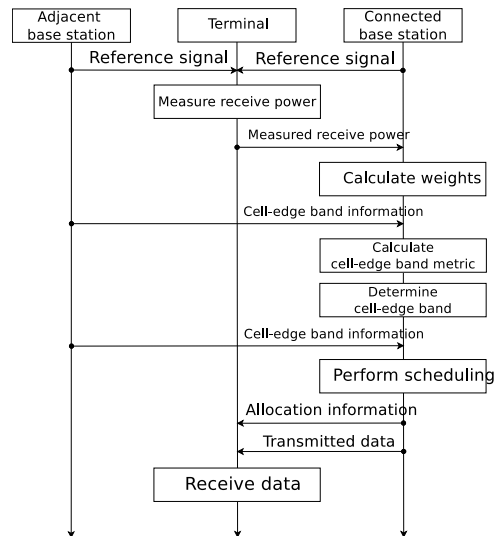 Adjacent
base station
Terminal
Connected
base station
Reference signal
Reference signal
Measure receive power
Measured receive power
Calculate weights
Cell-edge band information
Calculate
cell-edge band metric
Determine
cell-edge band
Cell-edge band information
Perform scheduling
Allocation information
Transmitted data
Receive data